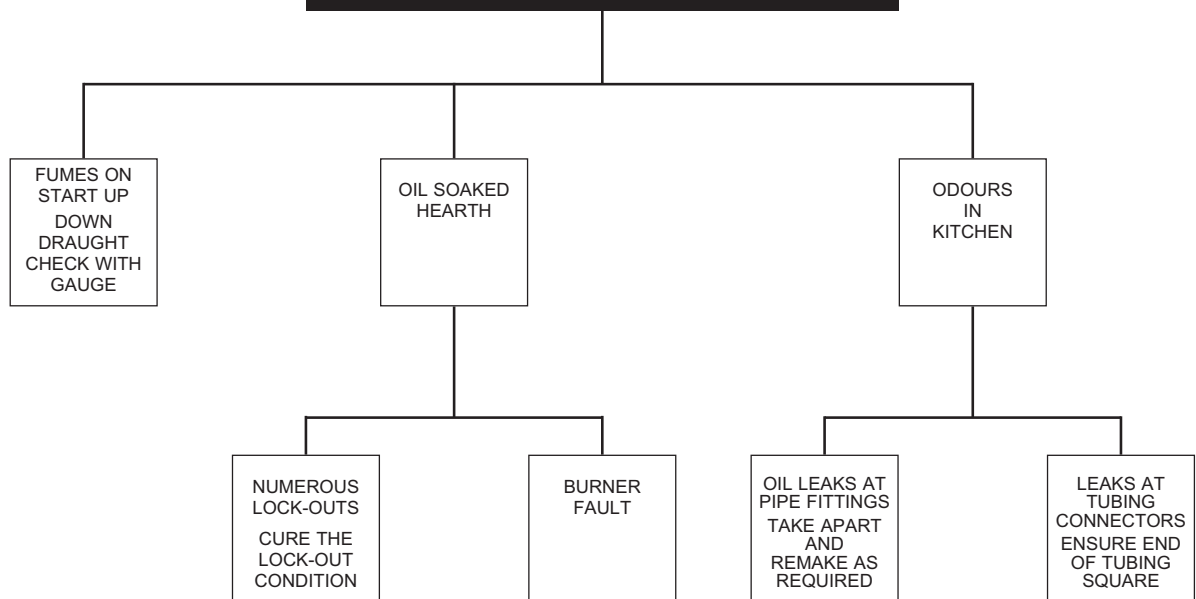 FUMES ON
START UP
DOWN
DRAUGHT
CHECK WITH
GAUGE
OIL SOAKED
HEARTH
ODOURS
IN
KITCHEN
NUMEROUS
LOCK-OUTS
CURE THE
LOCK-OUT
CONDITION
BURNER
FAULT
OIL LEAKS AT
PIPE FITTINGS
TAKE APART
AND
REMAKE AS
REQUIRED
LEAKS AT
TUBING
CONNECTORS
ENSURE END
OF TUBING
SQUARE